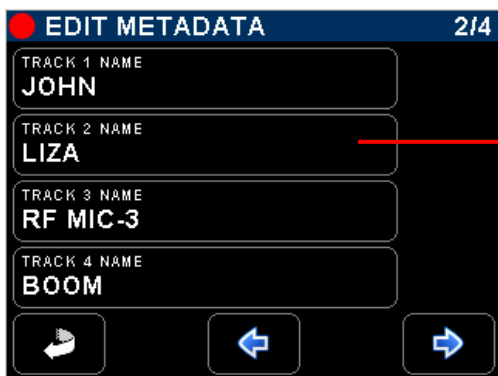 EDIT METADATA 2/4
TRACK 1 NAME
JOHN
TRACK 2 NAME
LIZA
TRACK 3 NAME
RF MIC-3
TRACK 4 NAME
BOOM